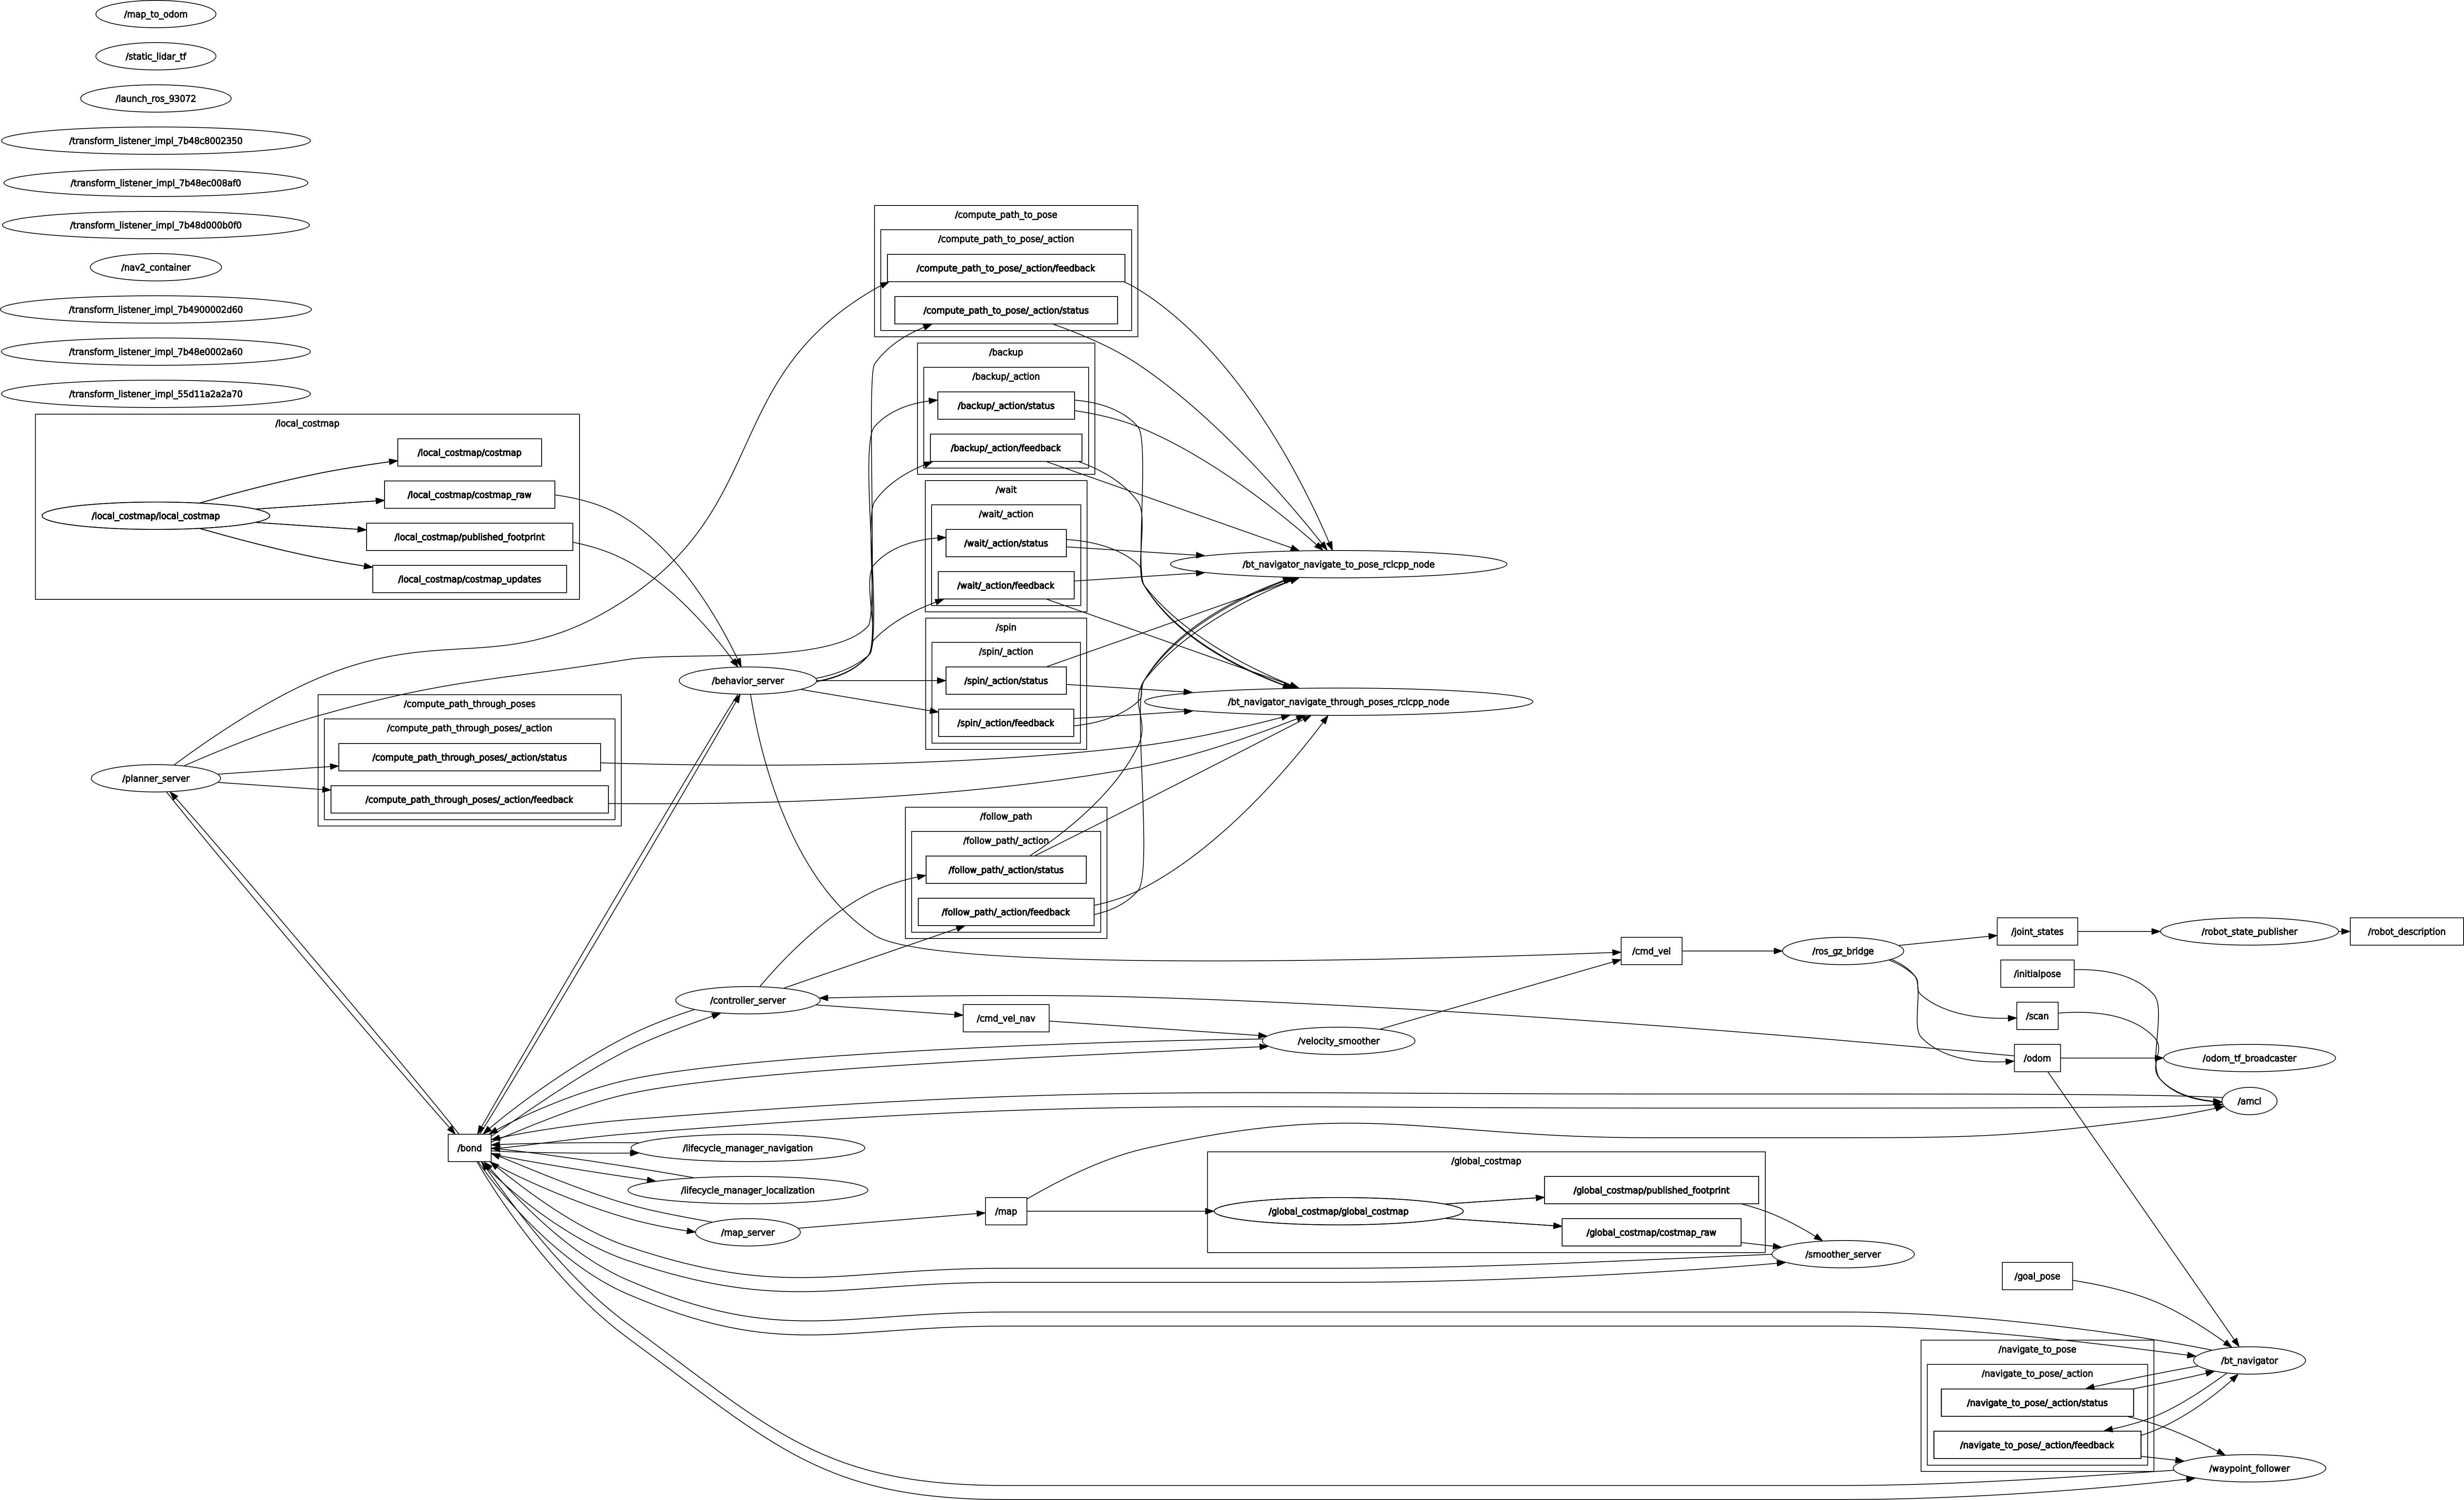 /map_to_odom
/static_lidar_tf
/launch_ros_93072
/transform_listener_impl_7b48c8002350
/transform_listener_impl_7b48ec008af0
/transform_listener_impl_7b48d000b0f0
/nav2_container
/transform_listener_impl_7b4900002d60
/transform_listener_impl_7b48e0002a60
/transform_listener_impl_55d11a2a2a70
/local_costmap
/local_costmap/costmap
/local_costmap/costmap_raw
/local_costmap/local_costmap
/local_costmap/published_footprint
/local_costmap/costmap_updates
/compute_path_to_pose
/compute_path_to_pose/_action
/compute_path_to_pose/_action/feedback
/compute_path_to_pose/_action/status
/backup
/backup/_action
/backup/_action/status
/backup/_action/feedback
/wait
/wait/_action
/wait/_action/status
/wait/_action/feedback
/spin
/spin/_action
/spin/_action/status
/spin/_action/feedback
/bt_navigator_navigate_to_pose_rclcpp_node
/bt_navigator_navigate_through_poses_rclcpp_node
/behavior_server
/compute_path_through_poses
/compute_path_through_poses/_action
/compute_path_through_poses/_action/status
/compute_path_through_poses/_action/feedback
/planner_server
/follow_path
/follow_path/_action
/follow_path/_action/status
/follow_path/_action/feedback
/controller_server
/cmd_vel_nav
/velocity_smoother
/cmd_vel
/ros_gz_bridge
/joint_states
/robot_state_publisher
/robot_description
/initialpose
/scan
/odom
/odom_tf_broadcaster
/amcl
/bond
/lifecycle_manager_navigation
/lifecycle_manager_localization
/map_server
/map
/global_costmap
/global_costmap/published_footprint
/global_costmap/global_costmap
/global_costmap/costmap_raw
/smoother_server
/goal_pose
/bt_navigator
/navigate_to_pose
/navigate_to_pose/_action
/navigate_to_pose/_action/status
/navigate_to_pose/_action/feedback
/waypoint_follower